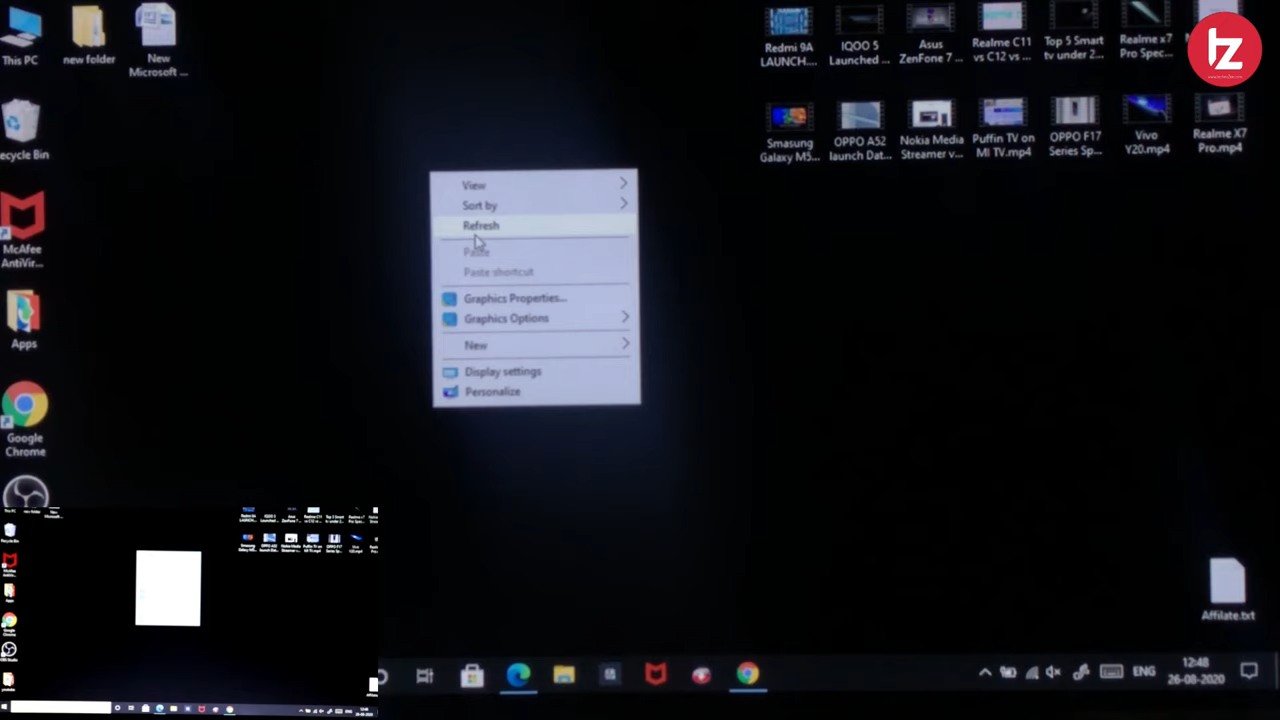 This PC
new folder
New
Microsoft ...
ecycle Bin
McAfee
AntiVir...
Apps
Google
Chrome
Redmi 9A
LAUNCH...
IQOO 5
Launched ...
Asus
ZenFone 7 ...
Realme C11
vs C12 vs ...
Top 5 Smart
tv under 2...
Realme x7
Pro Spec...
Smasung
Galaxy M5...
OPPO A52
launch Dat...
Nokia Media
Streamer v...
Puffin TV on
MI TV.mp4
OPPO F17
Series Sp...
Vivo
Y20.mp4
Realme X7
Pro.mp4
View
Sort by
Refresh
Paste
Paste shortcut
Graphics Properties...
Graphics Options
New
Display settings
Personalize
Affilate.txt
ENG
12:48
26-08-2020